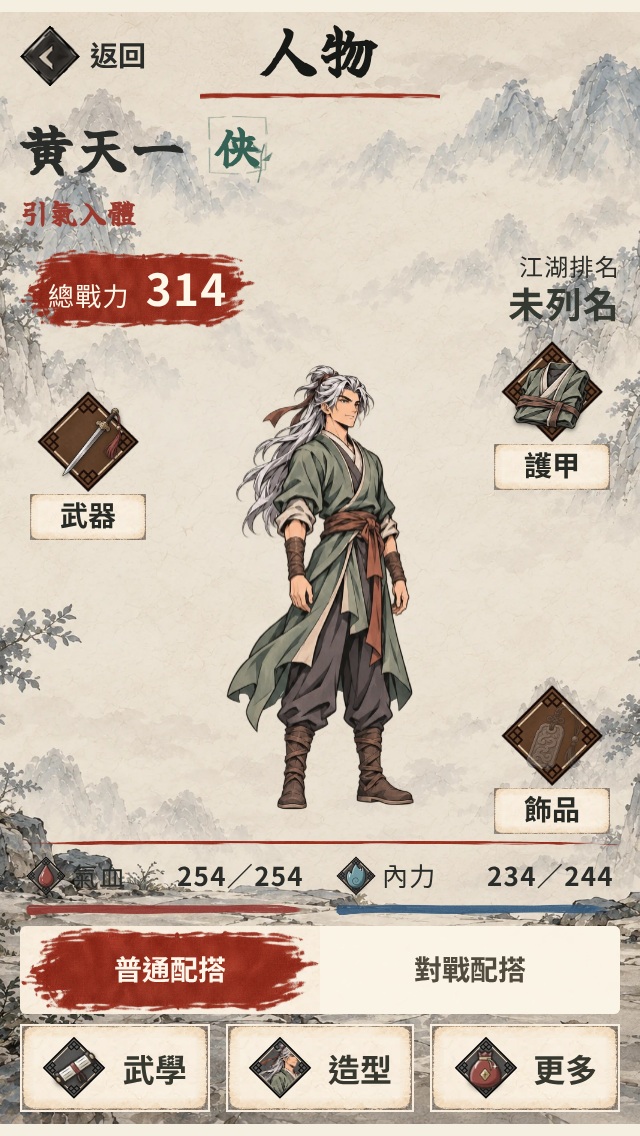 返回
人物
黃天一 俠
引氣入體
總戰力 314
江湖排名
未列名
武器
護甲
飾品
氣血 254/254
內力 234/244
普通配搭
對戰配搭
武學
造型
更多